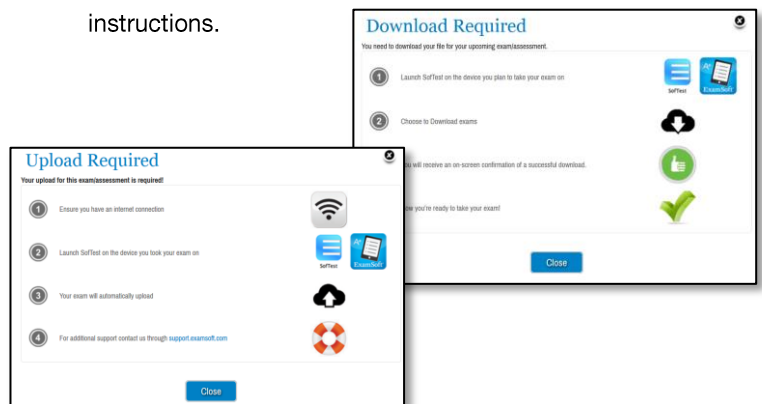 instructions.
Download Required
You need to download your file for your upcoming exam/assessment.
1 Launch SofTest on the device you plan to take your exam on
SofTest ExamSoft
2 Choose to Download exams
ou will receive an on-screen confirmation of a successful download.
ow you're ready to take your exam!
Close
Upload Required
Your upload for this exam/assessment is required!
1 Ensure you have an internet connection
2 Launch SofTest on the device you took your exam on
SofTest ExamSoft
3 Your exam will automatically upload
4 For additional support contact us through support.examsoft.com
Close